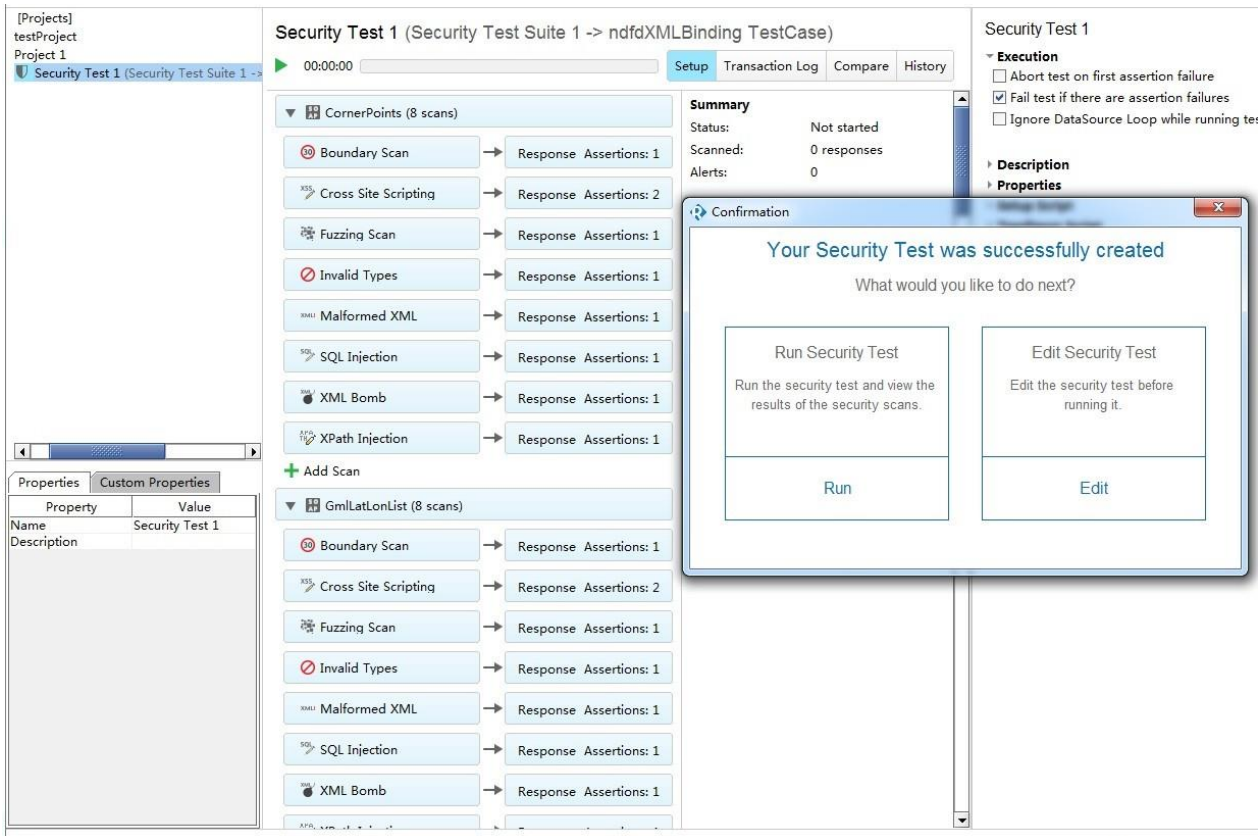 [Projects]
testProject
Project 1
Security Test 1 (Security Test Suite 1 ->
Properties
Custom Properties
Property Value
Name Security Test 1
Description
Security Test 1 (Security Test Suite 1 -> ndfdXMLBinding TestCase)
00:00:00
Setup Transaction Log Compare History
CornerPoints (8 scans)
30 Boundary Scan Response Assertions: 1
XSS Cross Site Scripting Response Assertions: 2
Fuzzing Scan Response Assertions: 1
Invalid Types Response Assertions: 1
Malformed XML Response Assertions: 1
SQL SQL Injection Response Assertions: 1
XML XML Bomb Response Assertions: 1
XPath Injection Response Assertions: 1
Add Scan
GmlLatLonList (8 scans)
30 Boundary Scan Response Assertions: 1
XSS Cross Site Scripting Response Assertions: 2
Fuzzing Scan Response Assertions: 1
Invalid Types Response Assertions: 1
Malformed XML Response Assertions: 1
SQL SQL Injection Response Assertions: 1
XML XML Bomb Response Assertions: 1
Summary
Status: Not started
Scanned: 0 responses
Alerts: 0
Security Test 1
Execution
Abort test on first assertion failure
Fail test if there are assertion failures
Ignore DataSource Loop while running tes
Description
Properties
Confirmation
Your Security Test was successfully created
What would you like to do next?
Run Security Test
Run the security test and view the
results of the security scans.
Run
Edit Security Test
Edit the security test before
running it.
Edit